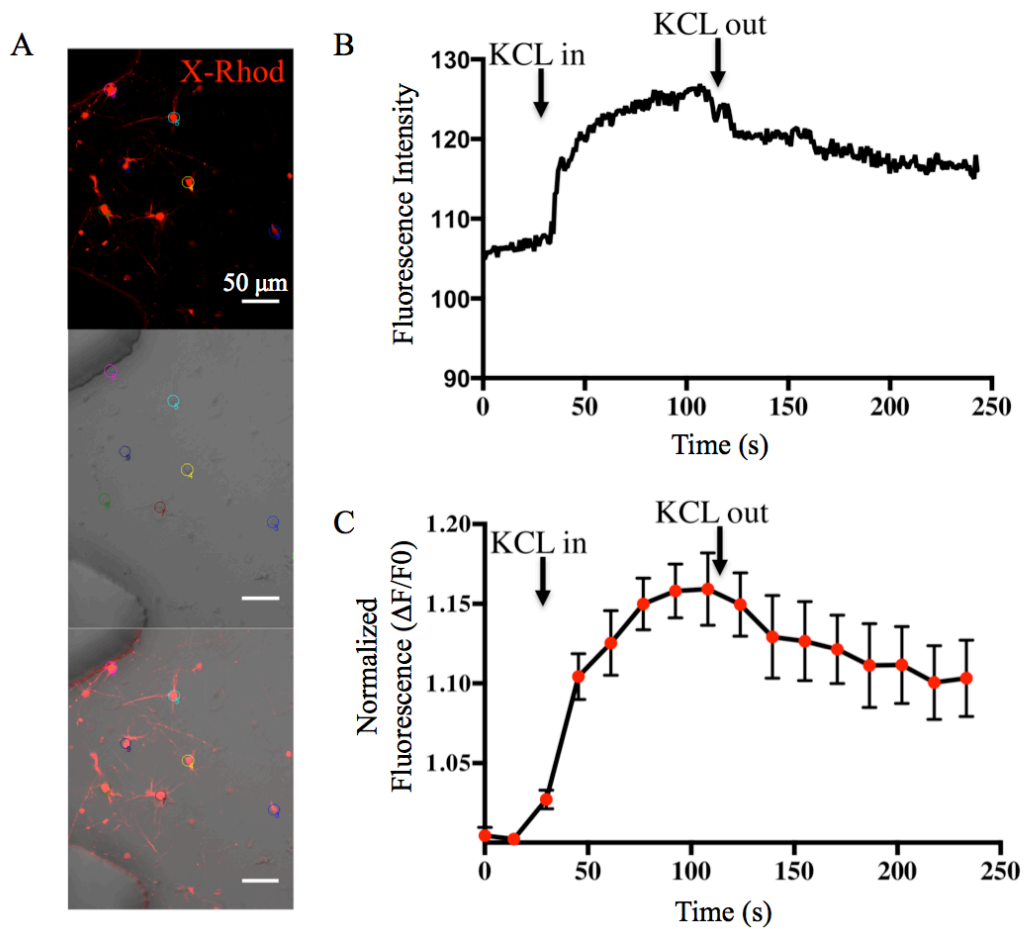 A
X-Rhod
50 µm
B
KCL in
KCL out
Fluorescence Intensity
130
120
110
100
90
0 50 100 150 200 250
Time (s)
C
KCL in
KCL out
Normalized
Fluorescence (ΔF/F0)
1.20
1.15
1.10
1.05
0 50 100 150 200 250
Time (s)